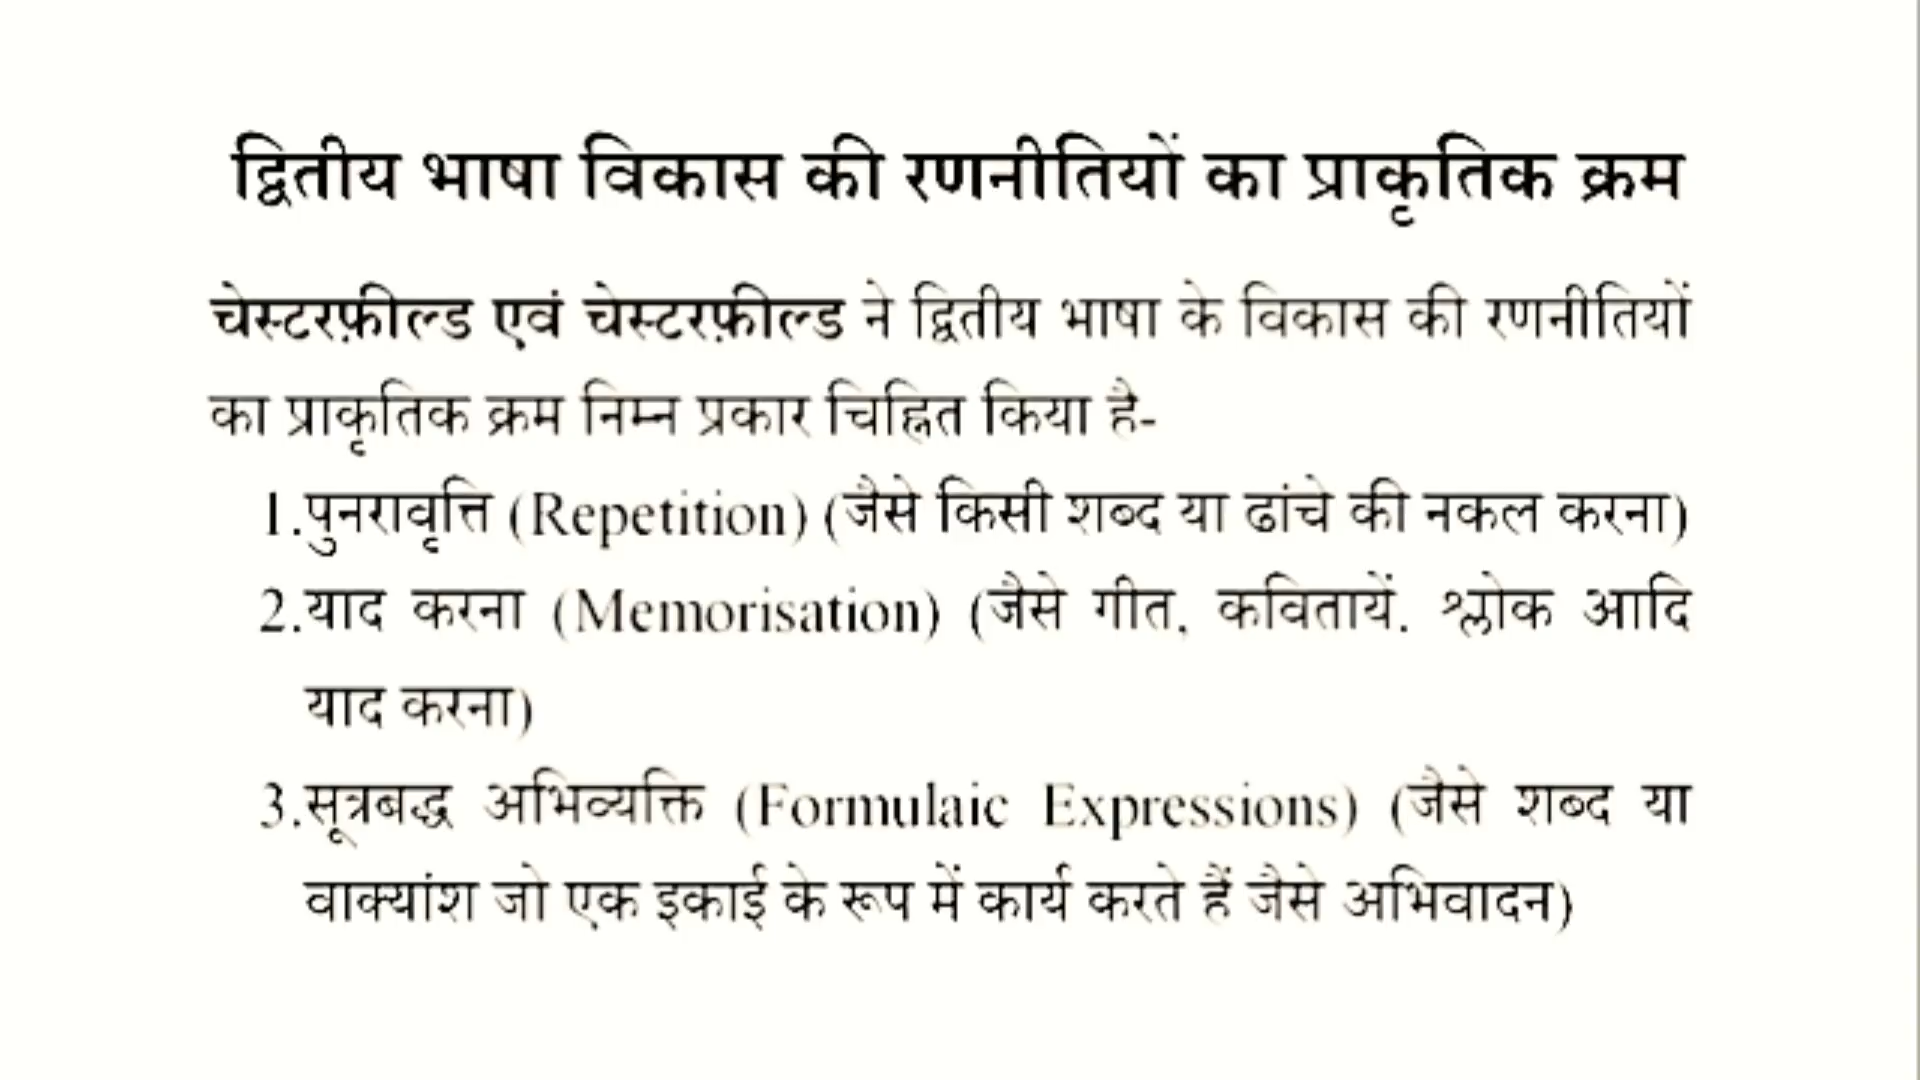 द्वितीय भाषा विकास की रणनीतियों का प्राकृतिक क्रम
चेस्टरफ़ील्ड एवं चेस्टरफ़ील्ड ने द्वितीय भाषा के विकास की रणनीतियों
का प्राकृतिक क्रम निम्न प्रकार चिह्नित किया है-
1.पुनरावृत्ति (Repetition) (जैसे किसी शब्द या ढांचे की नकल करना)
2.याद करना (Memorisation) (जैसे गीत, कवितायें, श्लोक आदि
याद करना)
3.सूत्रबद्ध अभिव्यक्ति (Formulaic Expressions) (जैसे शब्द या
वाक्यांश जो एक इकाई के रूप में कार्य करते हैं जैसे अभिवादन)